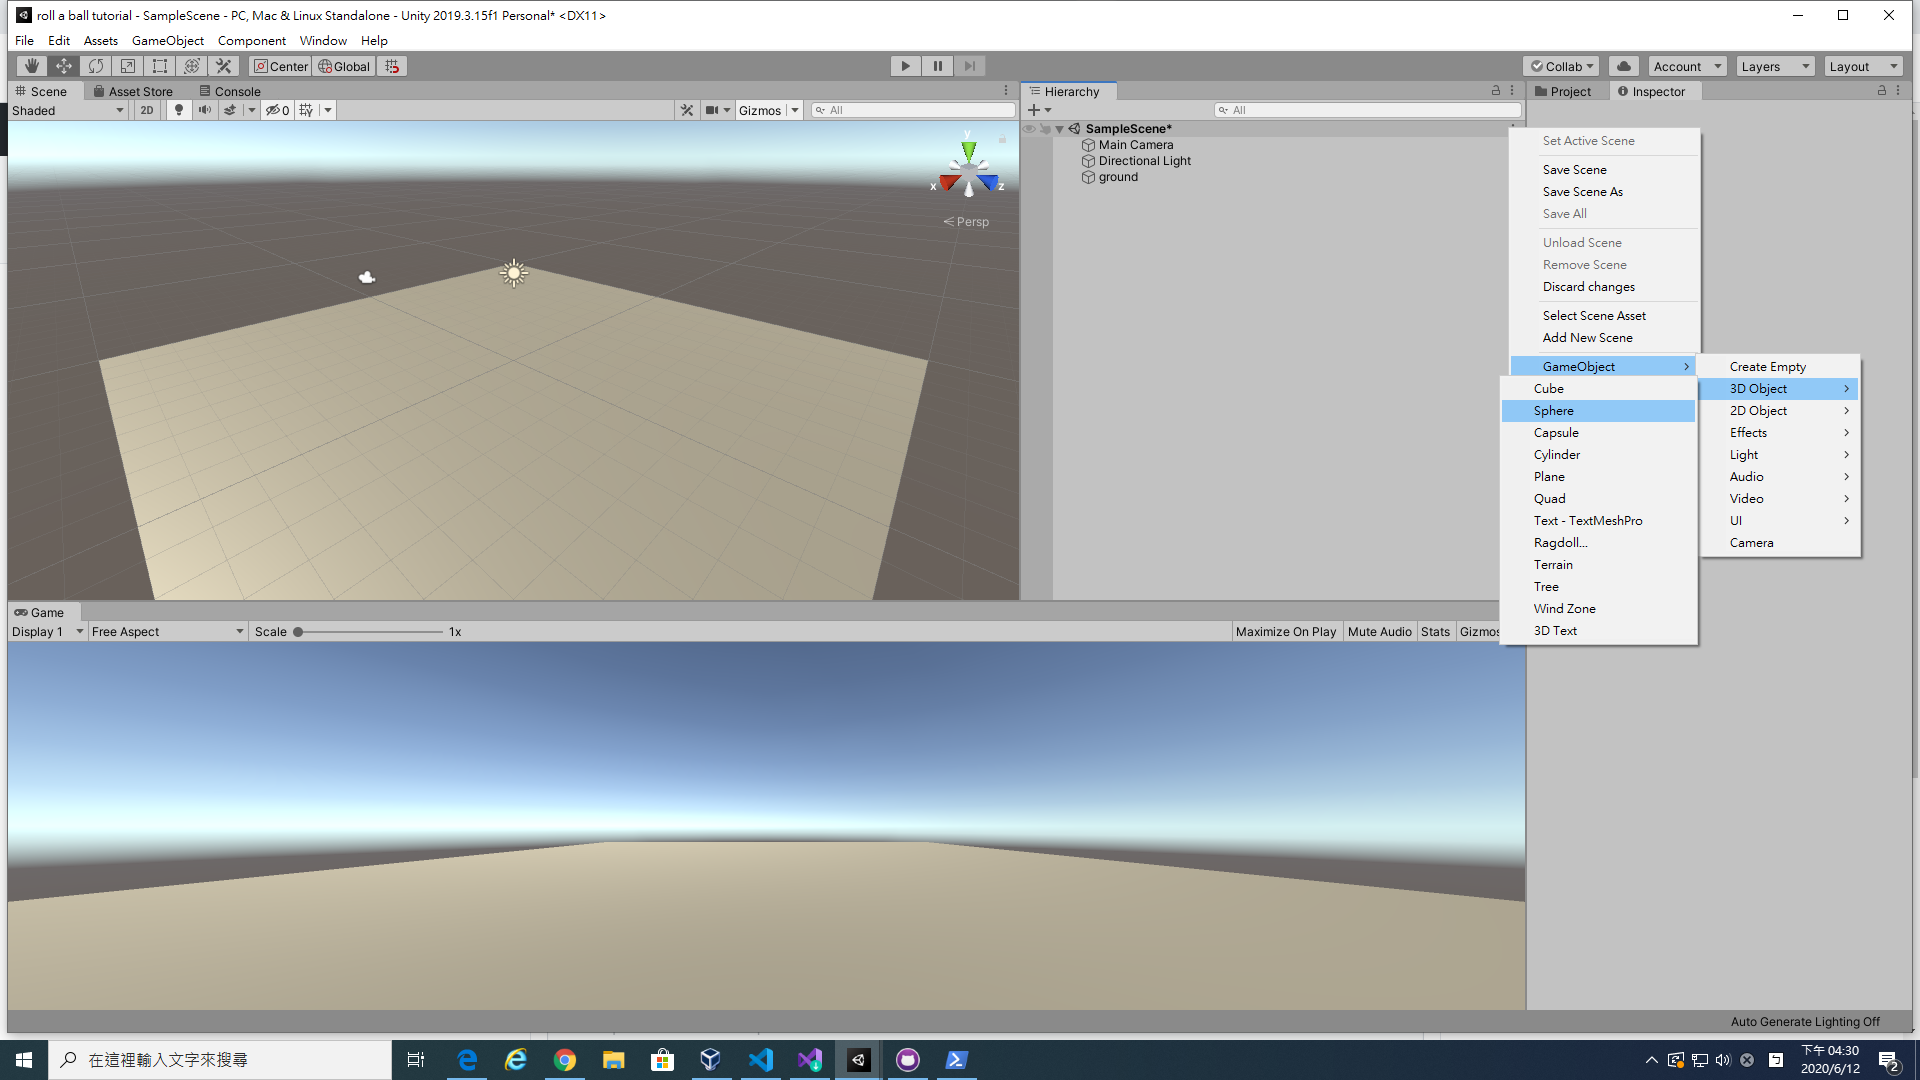 roll a ball tutorial - SampleScene - PC, Mac & Linux Standalone - Unity 2019.3.15f1 Personal* <DX11>
File Edit Assets GameObject Component Window Help
Center Global Collab Account Layers Layout
Scene Asset Store Console
Shaded 2D 0 Gizmos All
y
x
z
Persp
Hierarchy
All
SampleScene*
Main Camera
Directional Light
ground
Project Inspector
Set Active Scene
Save Scene
Save Scene As
Save All
Unload Scene
Remove Scene
Discard changes
Select Scene Asset
Add New Scene
GameObject
Create Empty
3D Object
2D Object
Effects
Light
Audio
Video
UI
Camera
Cube
Sphere
Capsule
Cylinder
Plane
Quad
Text - TextMeshPro
Ragdoll...
Terrain
Tree
Wind Zone
3D Text
Game
Display 1 Free Aspect Scale 1x Maximize On Play Mute Audio Stats Gizmos
Auto Generate Lighting Off
在這裡輸入文字來搜尋
下午 04:30
2020/6/12
2